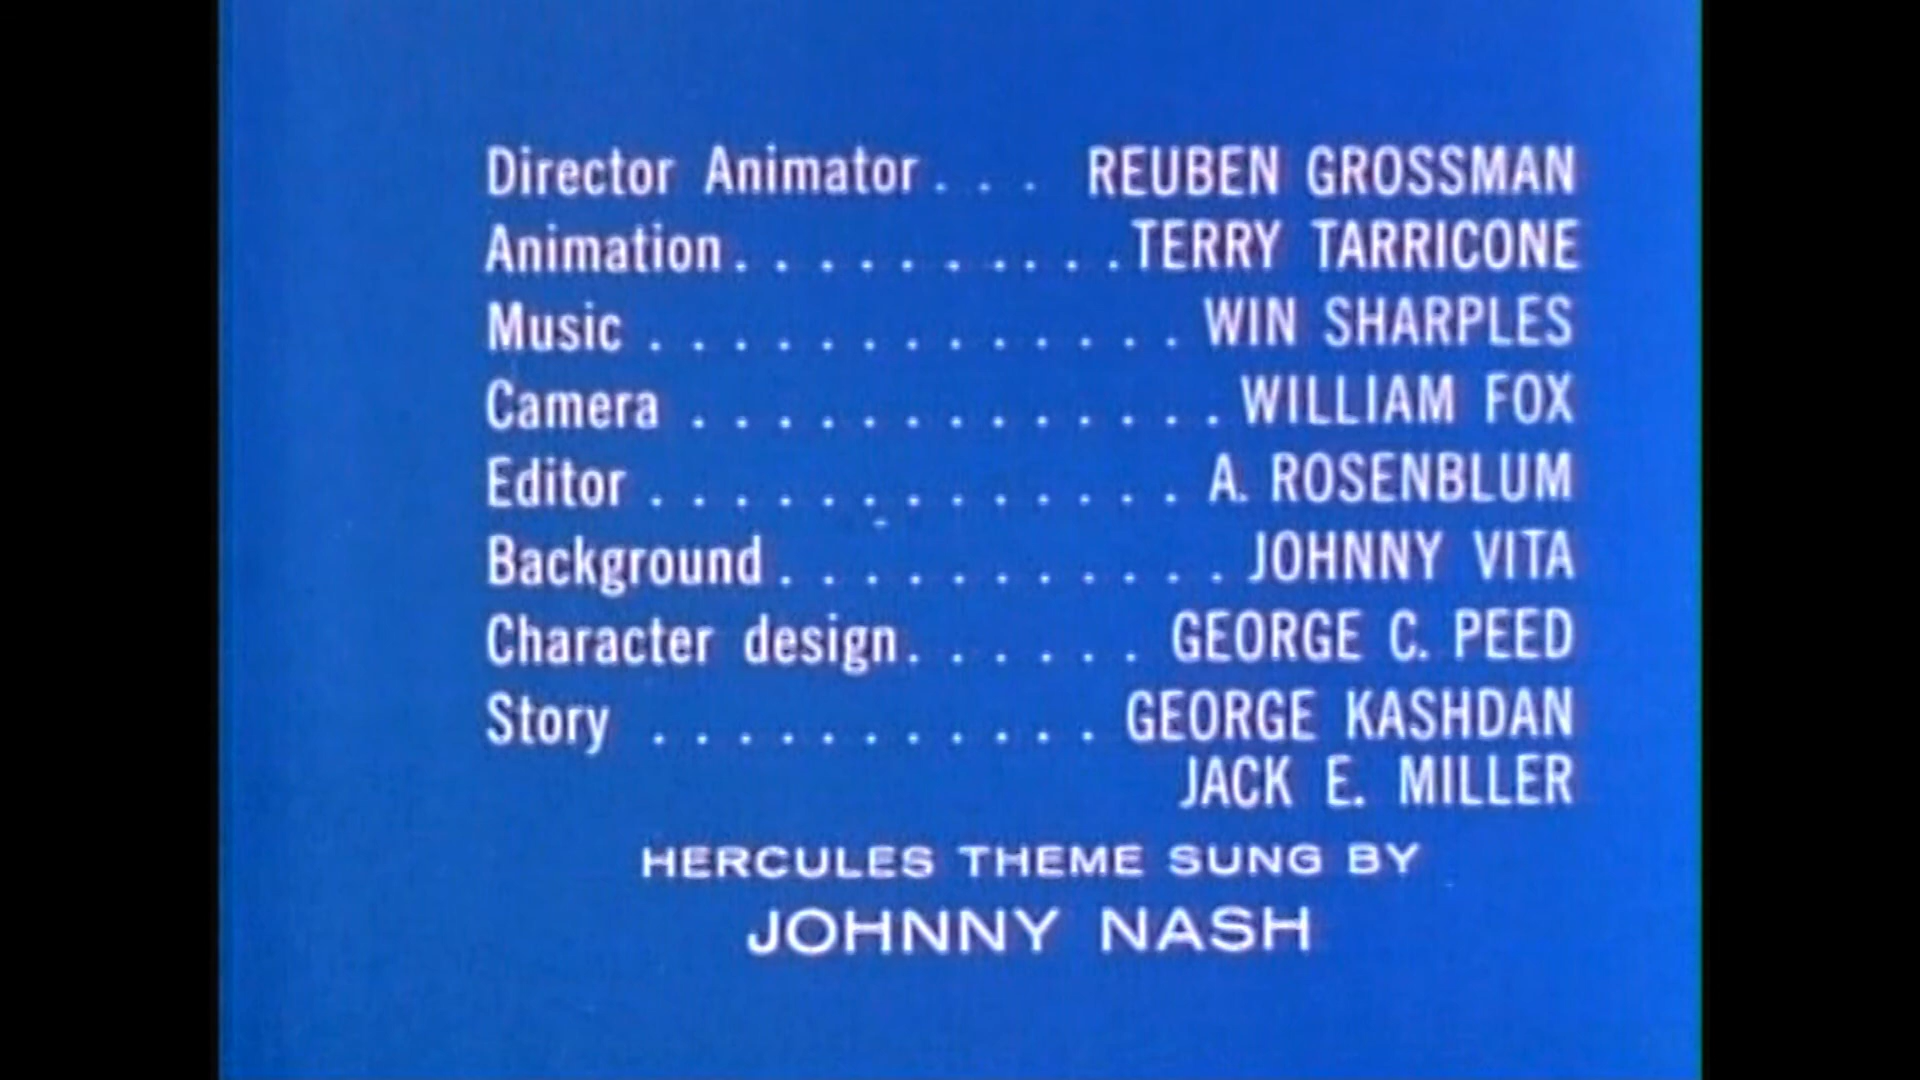 Director Animator . . . REUBEN GROSSMAN
Animation . . . . . . . . . . TERRY TARRICONE
Music . . . . . . . . . . . . . WIN SHARPLES
Camera . . . . . . . . . . . . . WILLIAM FOX
Editor . . . . . . . . . . . . . A. ROSENBLUM
Background . . . . . . . . . . . JOHNNY VITA
Character design . . . . . . GEORGE C. PEED
Story . . . . . . . . . . . GEORGE KASHDAN
JACK E. MILLER
HERCULES THEME SUNG BY
JOHNNY NASH